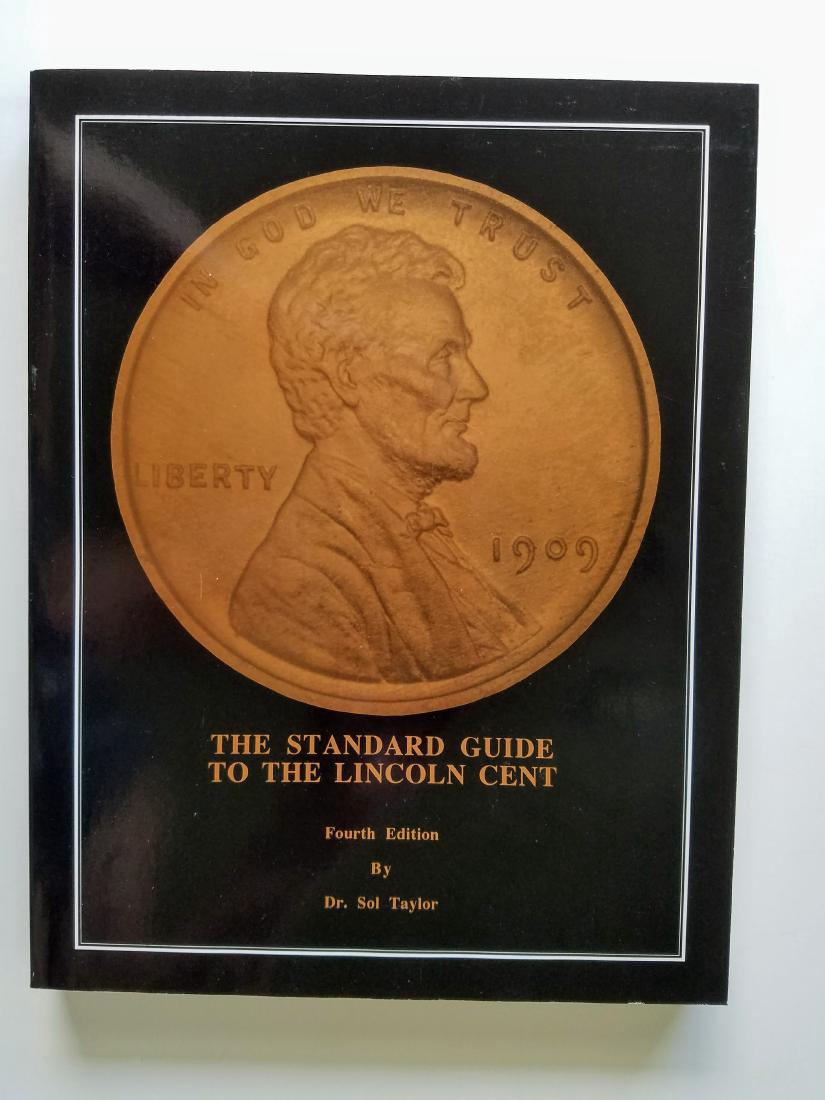 IN GOD WE TRUST
LIBERTY
1909
THE STANDARD GUIDE
TO THE LINCOLN CENT
Fourth Edition
By
Dr. Sol Taylor